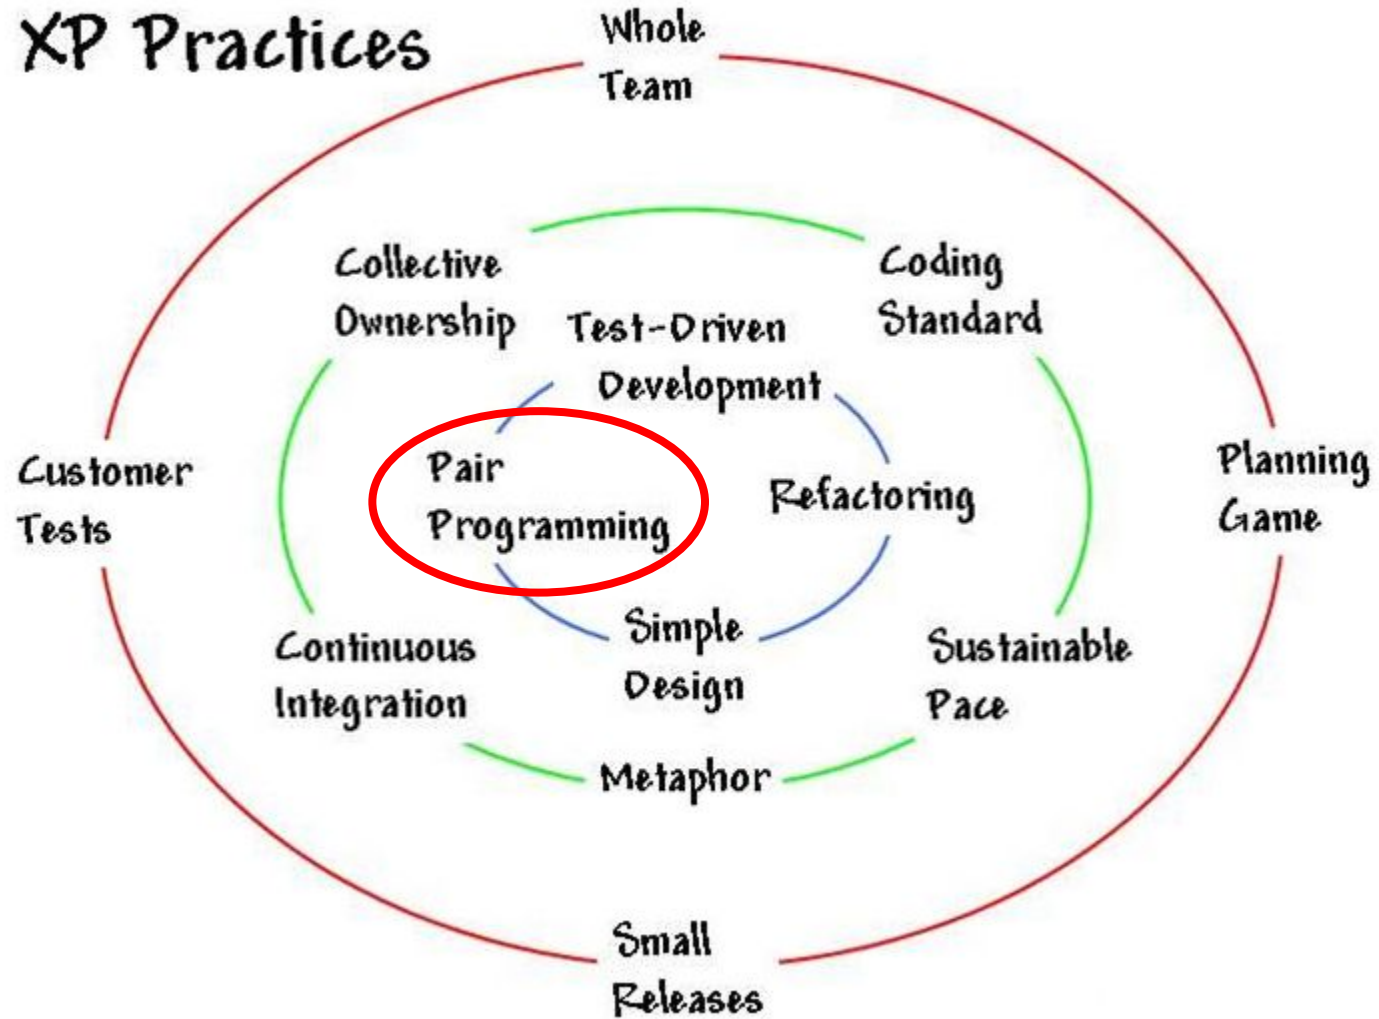 XP Practices
Whole
Team
Collective
Ownership
Coding
Standard
Test-Driven
Development
Customer
Tests
Pair
Programming
Refactoring
Planning
Game
Continuous
Integration
Simple
Design
Sustainable
Pace
Metaphor
Small
Releases